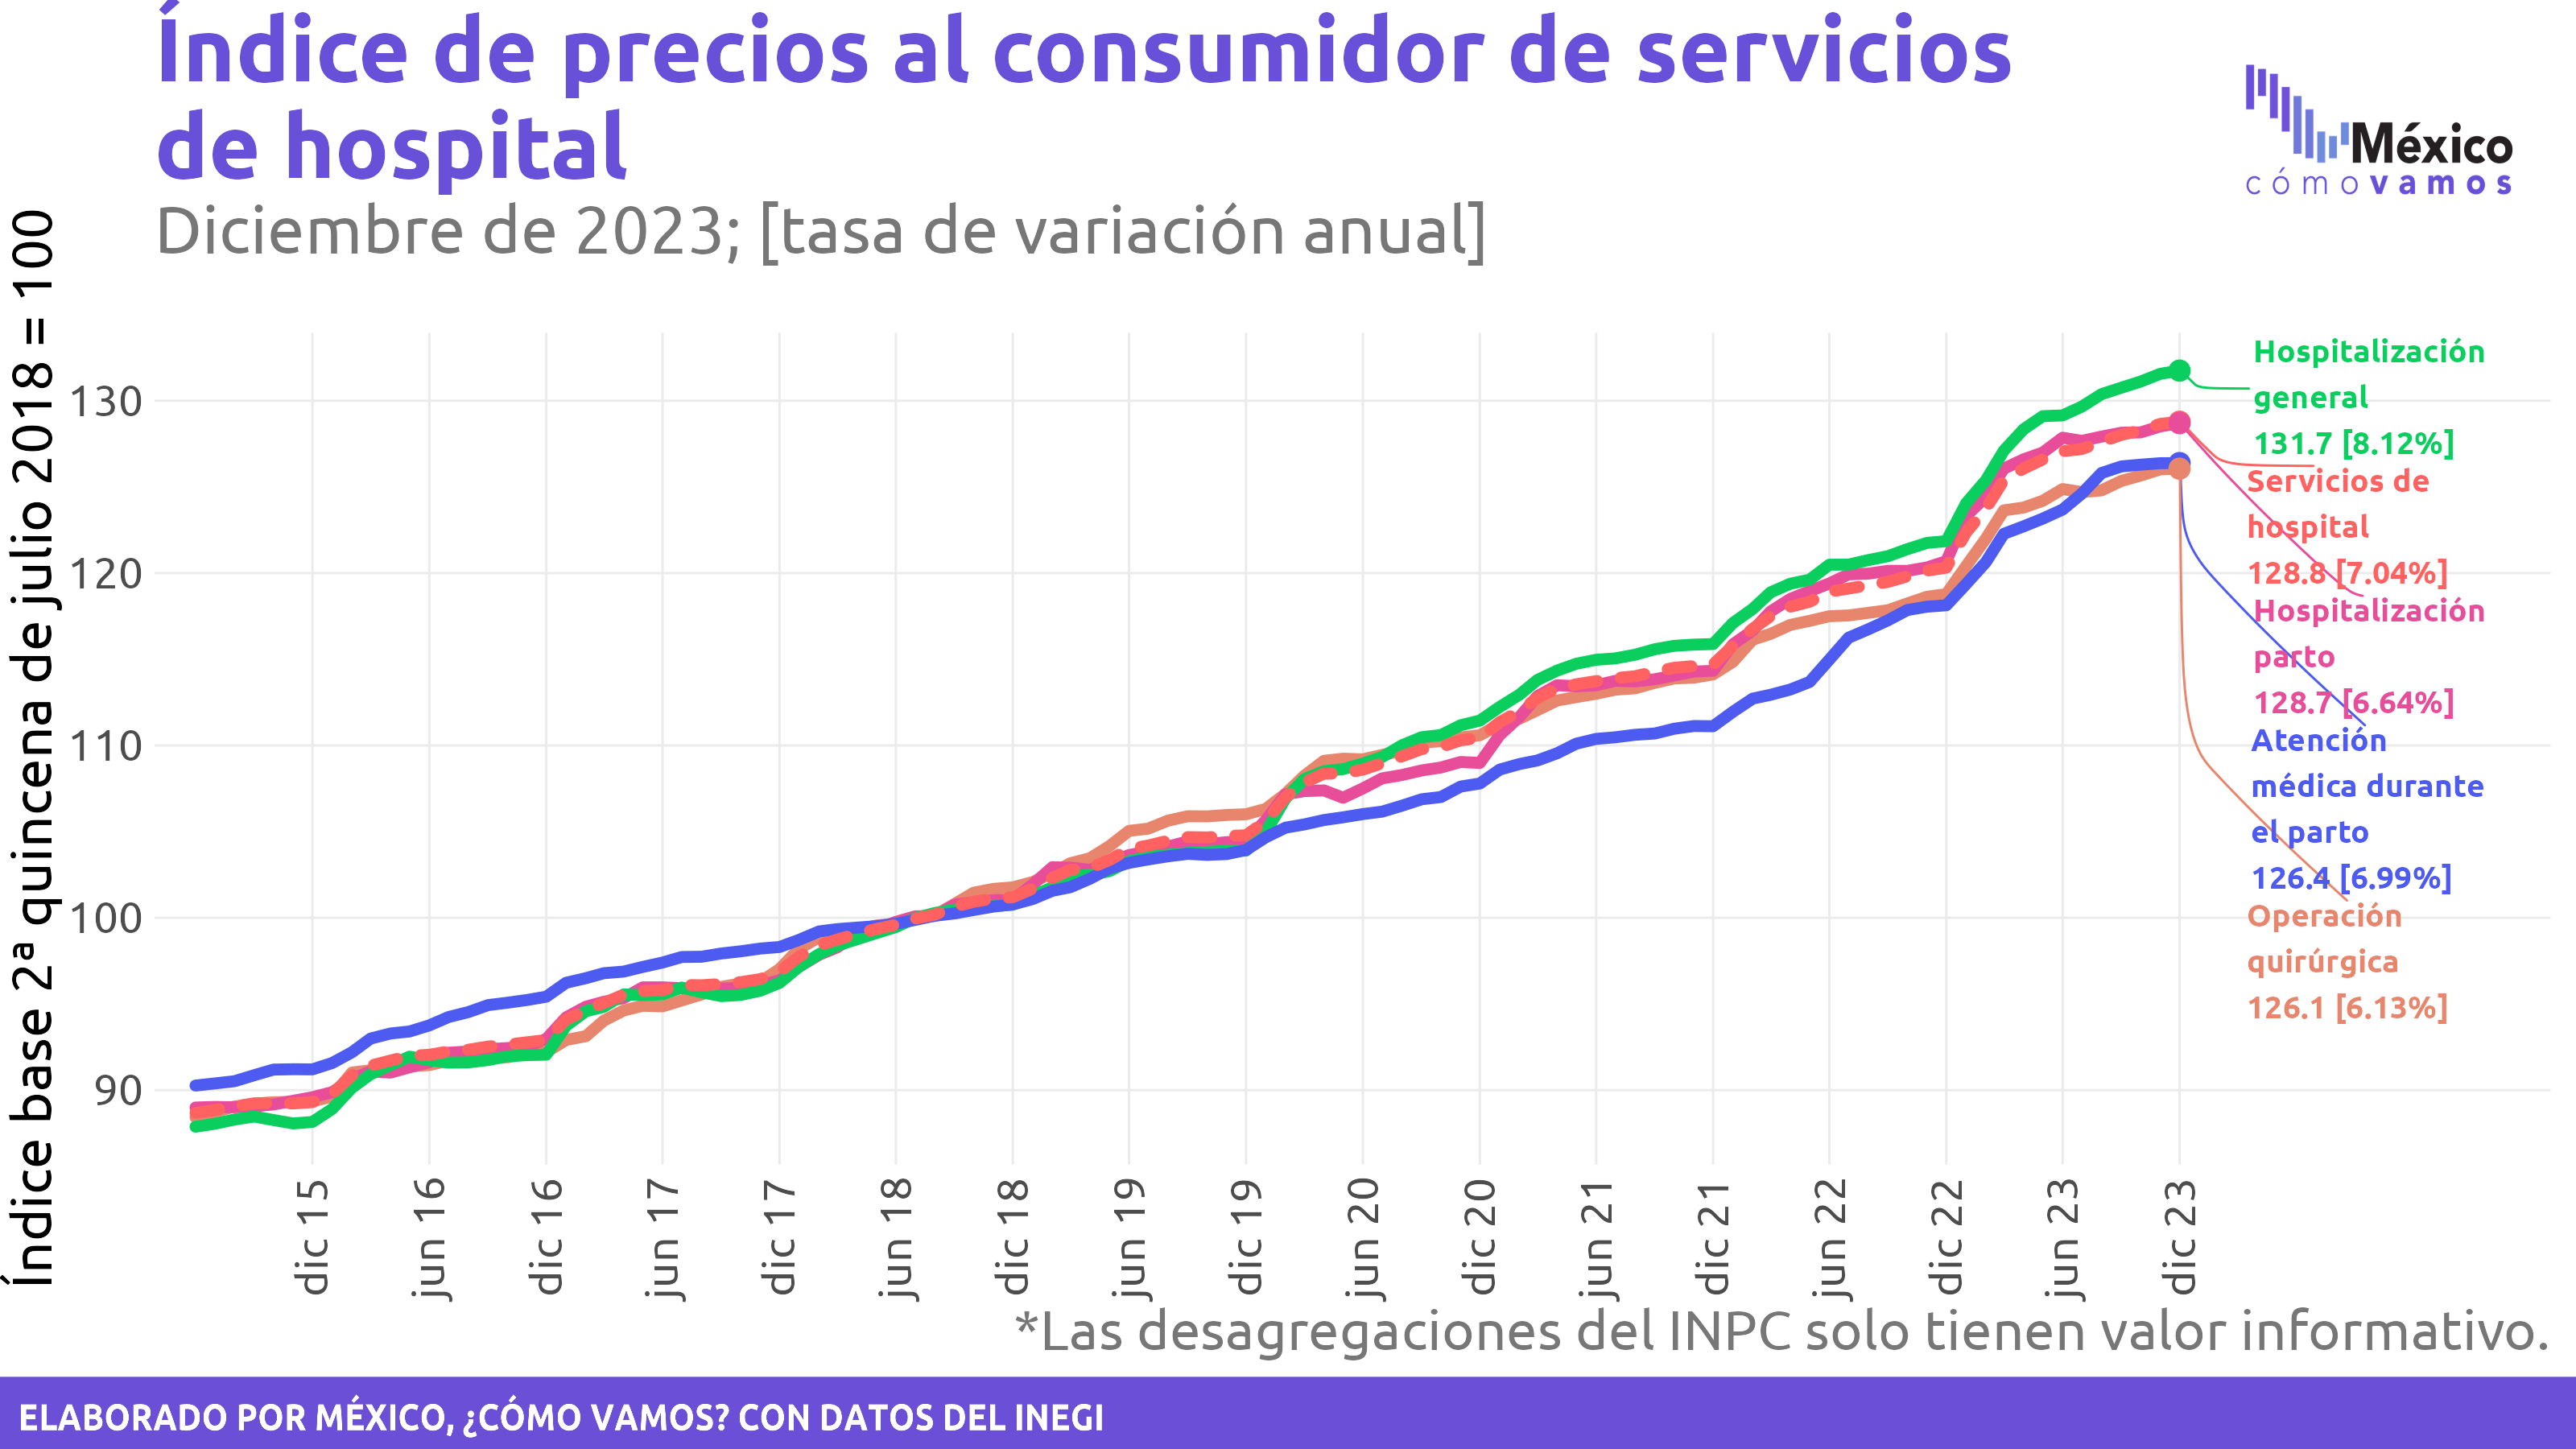 Índice de precios al consumidor de servicios
de hospital
Diciembre de 2023; [tasa de variación anual]
México
cómo vamos
Índice base 2ª quincena de julio 2018 = 100
130
120
110
100
90
Hospitalización
general
131.7 [8.12%]
Servicios de
hospital
128.8 [7.04%]
Hospitalización
parto
128.7 [6.64%]
Atención
médica durante
el parto
126.4 [6.99%]
Operación
quirúrgica
126.1 [6.13%]
dic 15
jun 16
dic 16
jun 17
dic 17
jun 18
dic 18
jun 19
dic 19
jun 20
dic 20
jun 21
dic 21
jun 22
dic 22
jun 23
dic 23
*Las desagregaciones del INPC solo tienen valor informativo.
ELABORADO POR MÉXICO, ¿CÓMO VAMOS? CON DATOS DEL INEGI